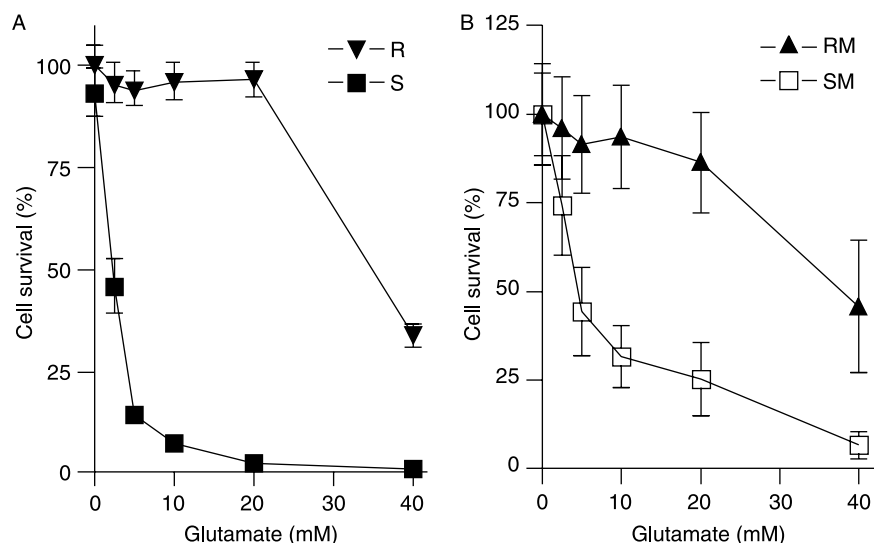 A
R
S
100
75
50
25
0
Cell survival (%)
0 10 20 30 40
Glutamate (mM)
B
RM
SM
125
100
75
50
25
0
Cell survival (%)
0 10 20 30 40
Glutamate (mM)